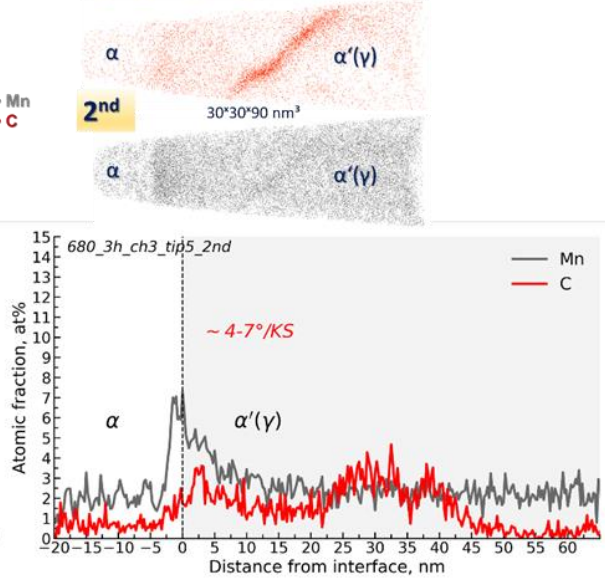 α
α‘(γ)
Mn
C
2nd
30*30*90 nm³
α
α‘(γ)
680_3h_ch3_tip5_2nd
Mn
C
~ 4-7°/KS
α
α′(γ)
Atomic fraction, at%
15
14
13
12
11
10
9
8
7
6
5
4
3
2
1
0
−20 −15 −10 −5 0 5 10 15 20 25 30 35 40 45 50 55 60
Distance from interface, nm